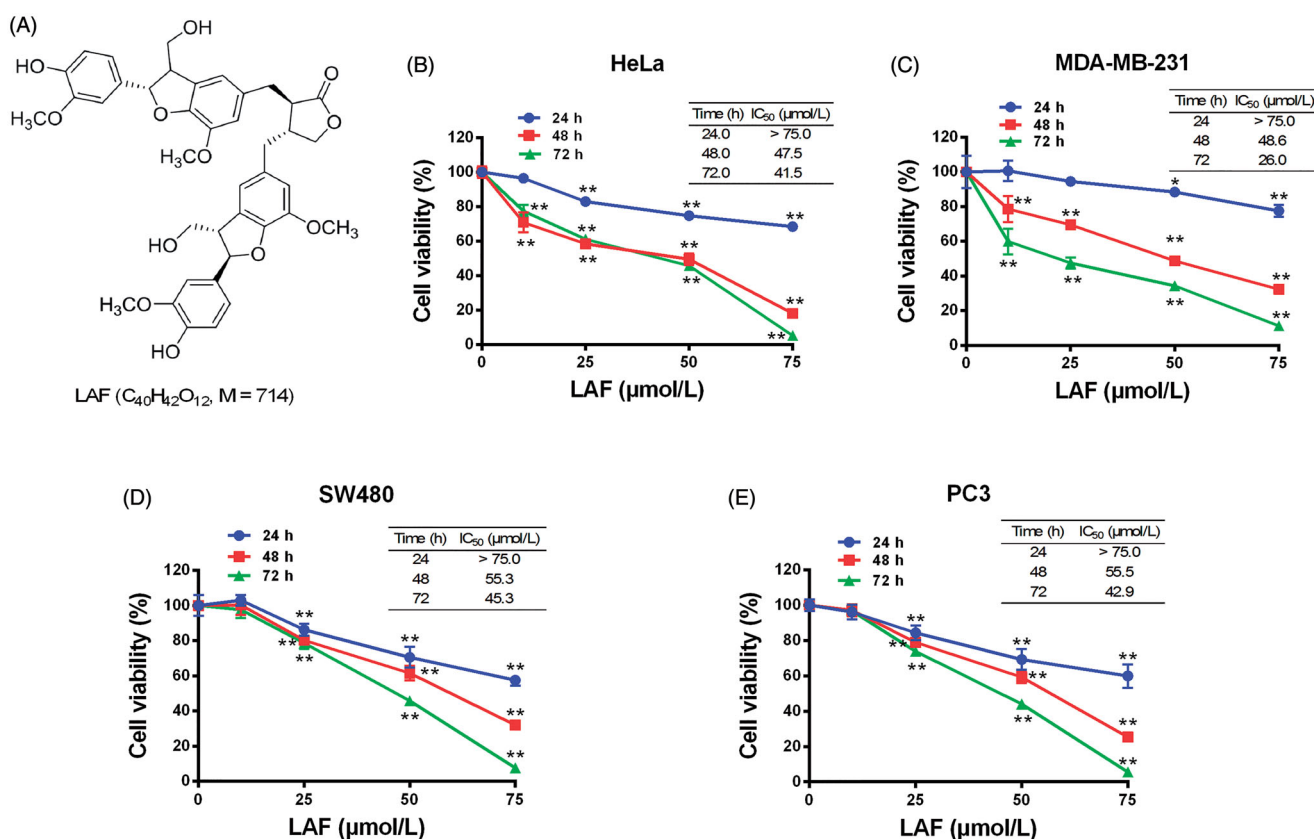 (A)
OH
HO
H₃CO
O
O
O
H₃CO
OCH₃
HO
O
H₃CO
HO
LAF (C₄₀H₄₂O₁₂, M = 714)
(B)
HeLa
24 h
48 h
72 h
Time (h) IC₅₀ (μmol/L)
24.0 > 75.0
48.0 47.5
72.0 41.5
Cell viability (%)
120
100
80
60
40
20
0
** ** **
** ** ** **
** ** ** **
0 25 50 75
LAF (μmol/L)
(C)
MDA-MB-231
24 h
48 h
72 h
Time (h) IC₅₀ (μmol/L)
24 > 75.0
48 48.6
72 26.0
Cell viability (%)
120
100
80
60
40
20
0
* **
** ** ** **
** ** ** **
0 25 50 75
LAF (μmol/L)
(D)
SW480
24 h
48 h
72 h
Time (h) IC₅₀ (μmol/L)
24 > 75.0
48 55.3
72 45.3
Cell viability (%)
120
100
80
60
40
20
0
** ** **
** **
** ** **
0 25 50 75
LAF (μmol/L)
(E)
PC3
24 h
48 h
72 h
Time (h) IC₅₀ (μmol/L)
24 > 75.0
48 55.5
72 42.9
Cell viability (%)
120
100
80
60
40
20
0
** ** **
** ** **
** ** **
0 25 50 75
LAF (μmol/L)